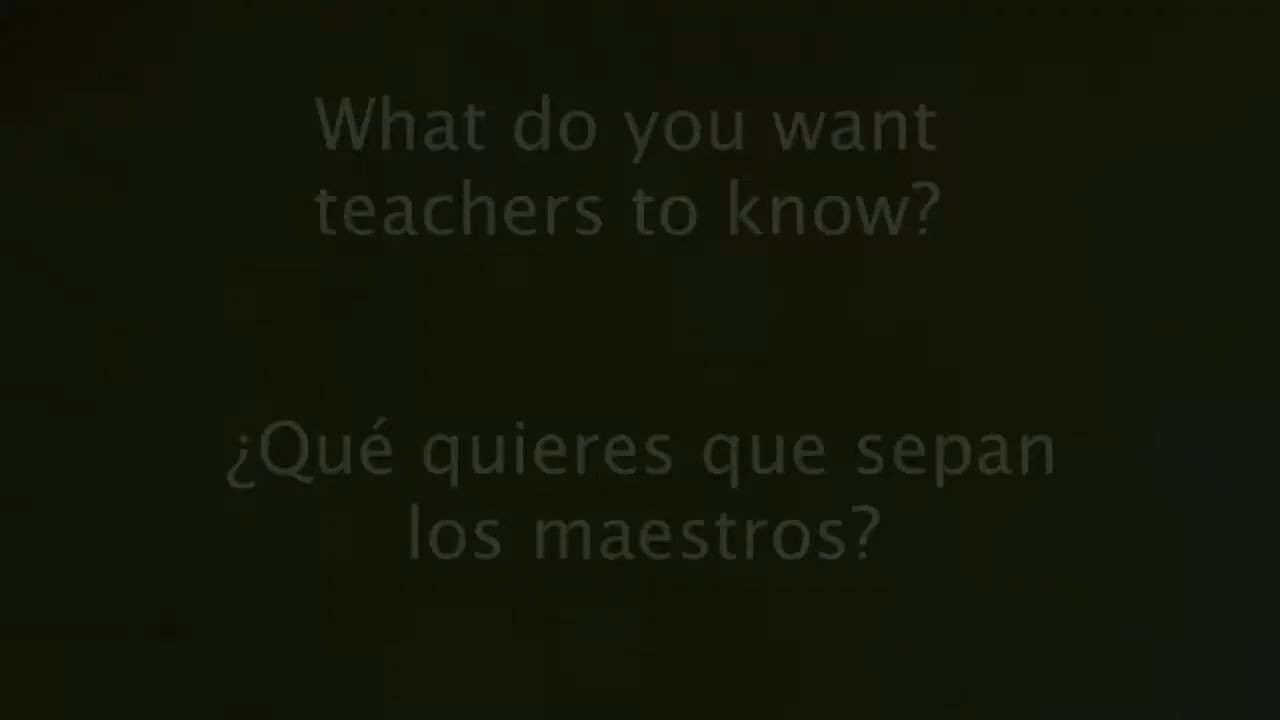 What do you want
teachers to know?
¿Qué quieres que sepan
los maestros?